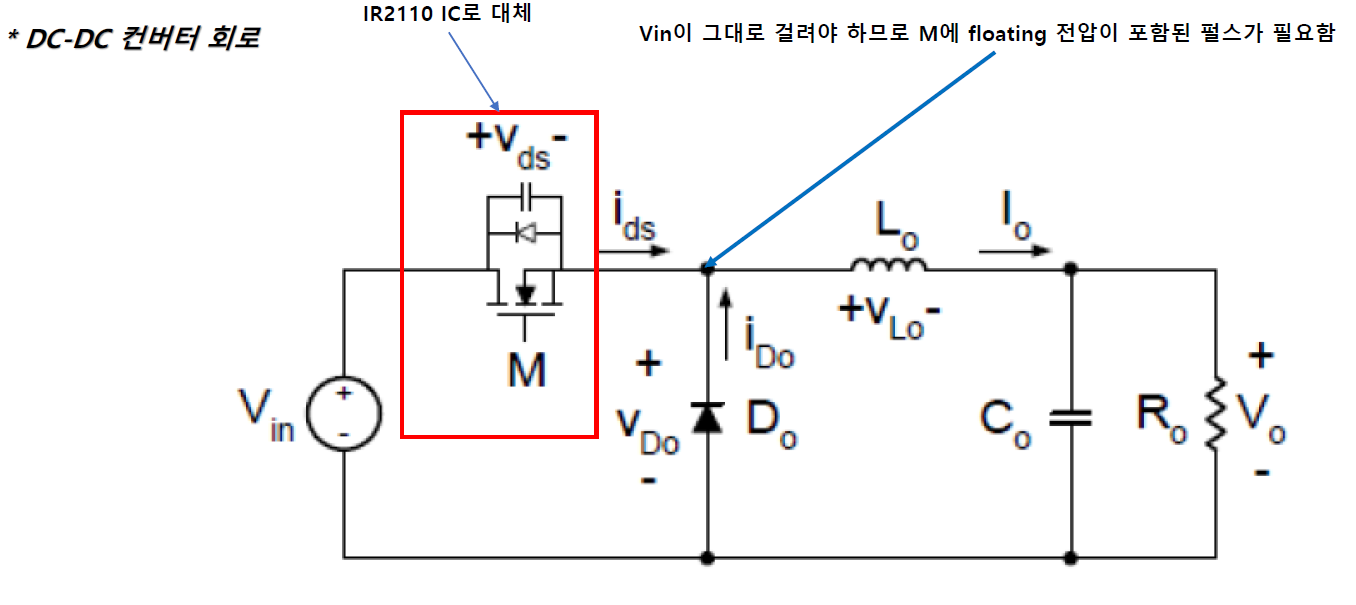 IR2110 IC로 대체
* DC-DC 컨버터 회로
Vin이 그대로 걸려야 하므로 M에 floating 전압이 포함된 펄스가 필요함
+vds-
ids
Lo
Io
+vLo-
M
iDo
+
+
Vin
+
-
vDo
Do
Co
Ro
Vo
-
-